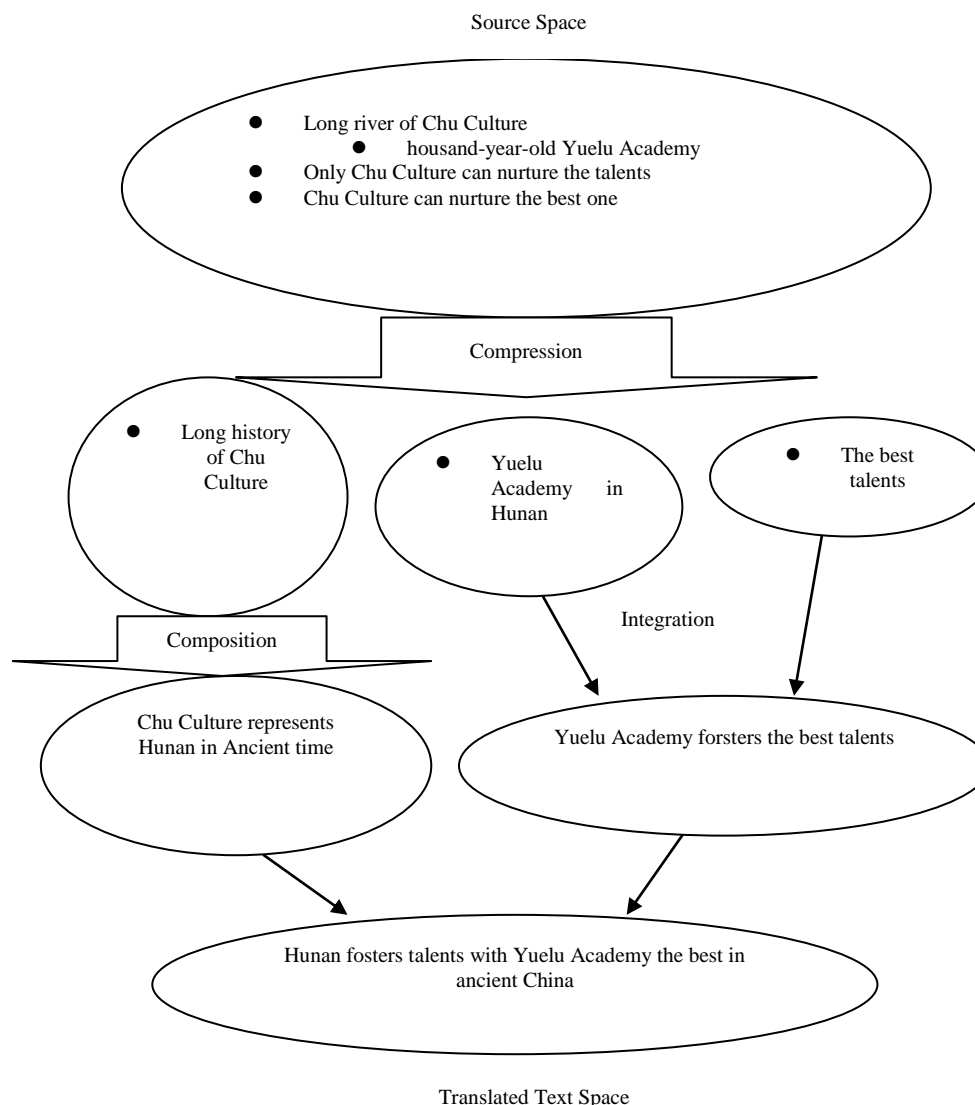 Source Space
● Long river of Chu Culture
● housand-year-old Yuelu Academy
● Only Chu Culture can nurture the talents
● Chu Culture can nurture the best one
Compression
● Long history
of Chu
Culture
● Yuelu
Academy in
Hunan
● The best
talents
Integration
Composition
Chu Culture represents
Hunan in Ancient time
Yuelu Academy forsters the best talents
Hunan fosters talents with Yuelu Academy the best in
ancient China
Translated Text Space